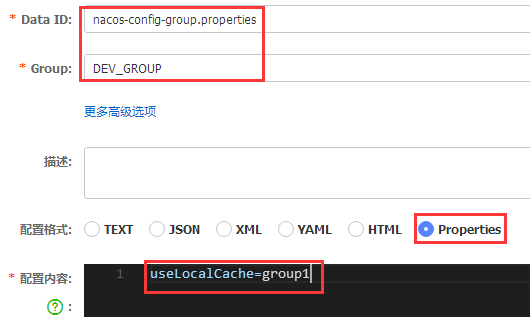 * Data ID: nacos-config-group.properties
* Group: DEV_GROUP
更多高级选项
描述:
配置格式: TEXT JSON XML YAML HTML Properties
* 配置内容: 1 useLocalCache=group1
? :